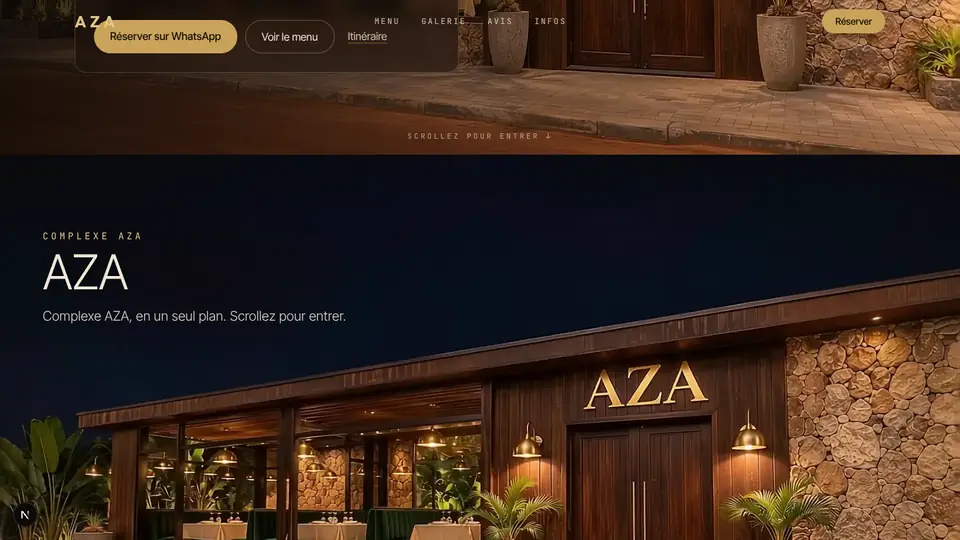 AZA
MENU GALERIE AVIS INFOS
Réserver
Réserver sur WhatsApp
Voir le menu
Itinéraire
SCROLLEZ POUR ENTRER ↓
COMPLEXE AZA
AZA
Complexe AZA, en un seul plan. Scrollez pour entrer.
AZA
N